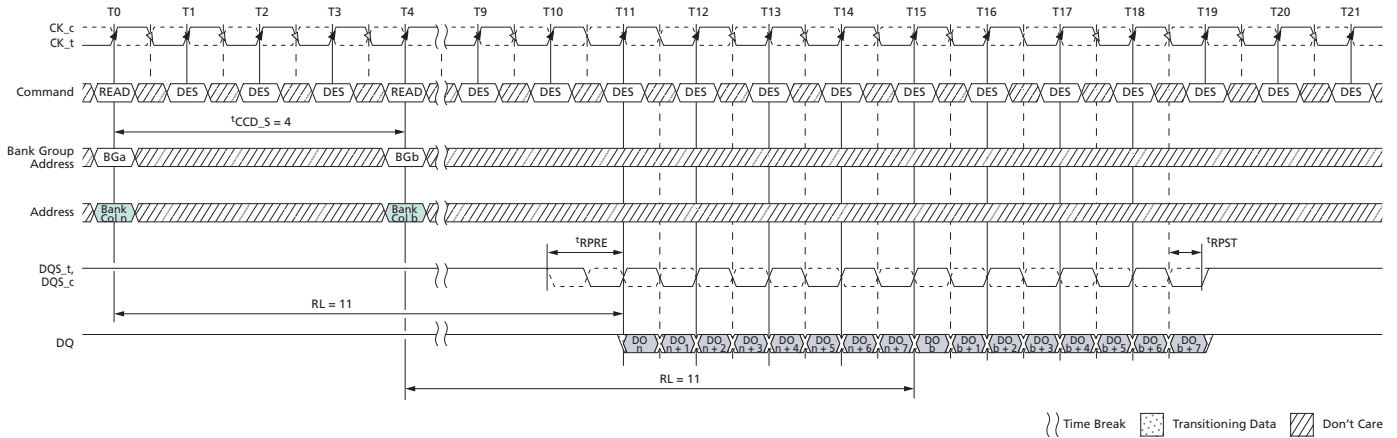 T0 T1 T2 T3 T4 T9 T10 T11 T12 T13 T14 T15 T16 T17 T18 T19 T20 T21
CK_c
CK_t
Command READ DES DES DES READ DES DES DES DES DES DES DES DES DES DES DES DES DES
tCCD_S = 4
Bank Group
Address BGa BGb
Address Bank
Col n Bank
Col b
tRPRE tRPST
DQS_t,
DQS_c
RL = 11
DQ DO
n DO
n + 1 DO
n + 2 DO
n + 3 DO
n + 4 DO
n + 5 DO
n + 6 DO
n + 7 DO
b DO
b + 1 DO
b + 2 DO
b + 3 DO
b + 4 DO
b + 5 DO
b + 6 DO
b + 7
RL = 11
Time Break Transitioning Data Don't Care